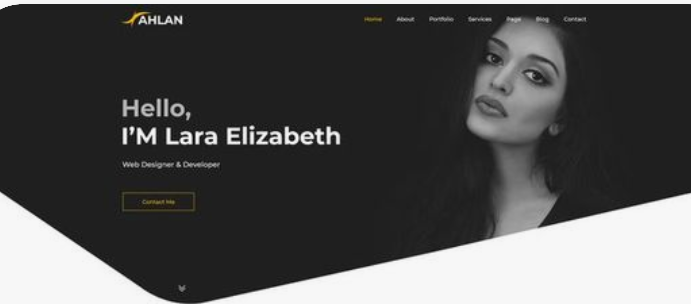 AHLAN
Home About Portfolio Services Page Blog Contact
Hello,
I'M Lara Elizabeth
Web Designer & Developer
Contact Me